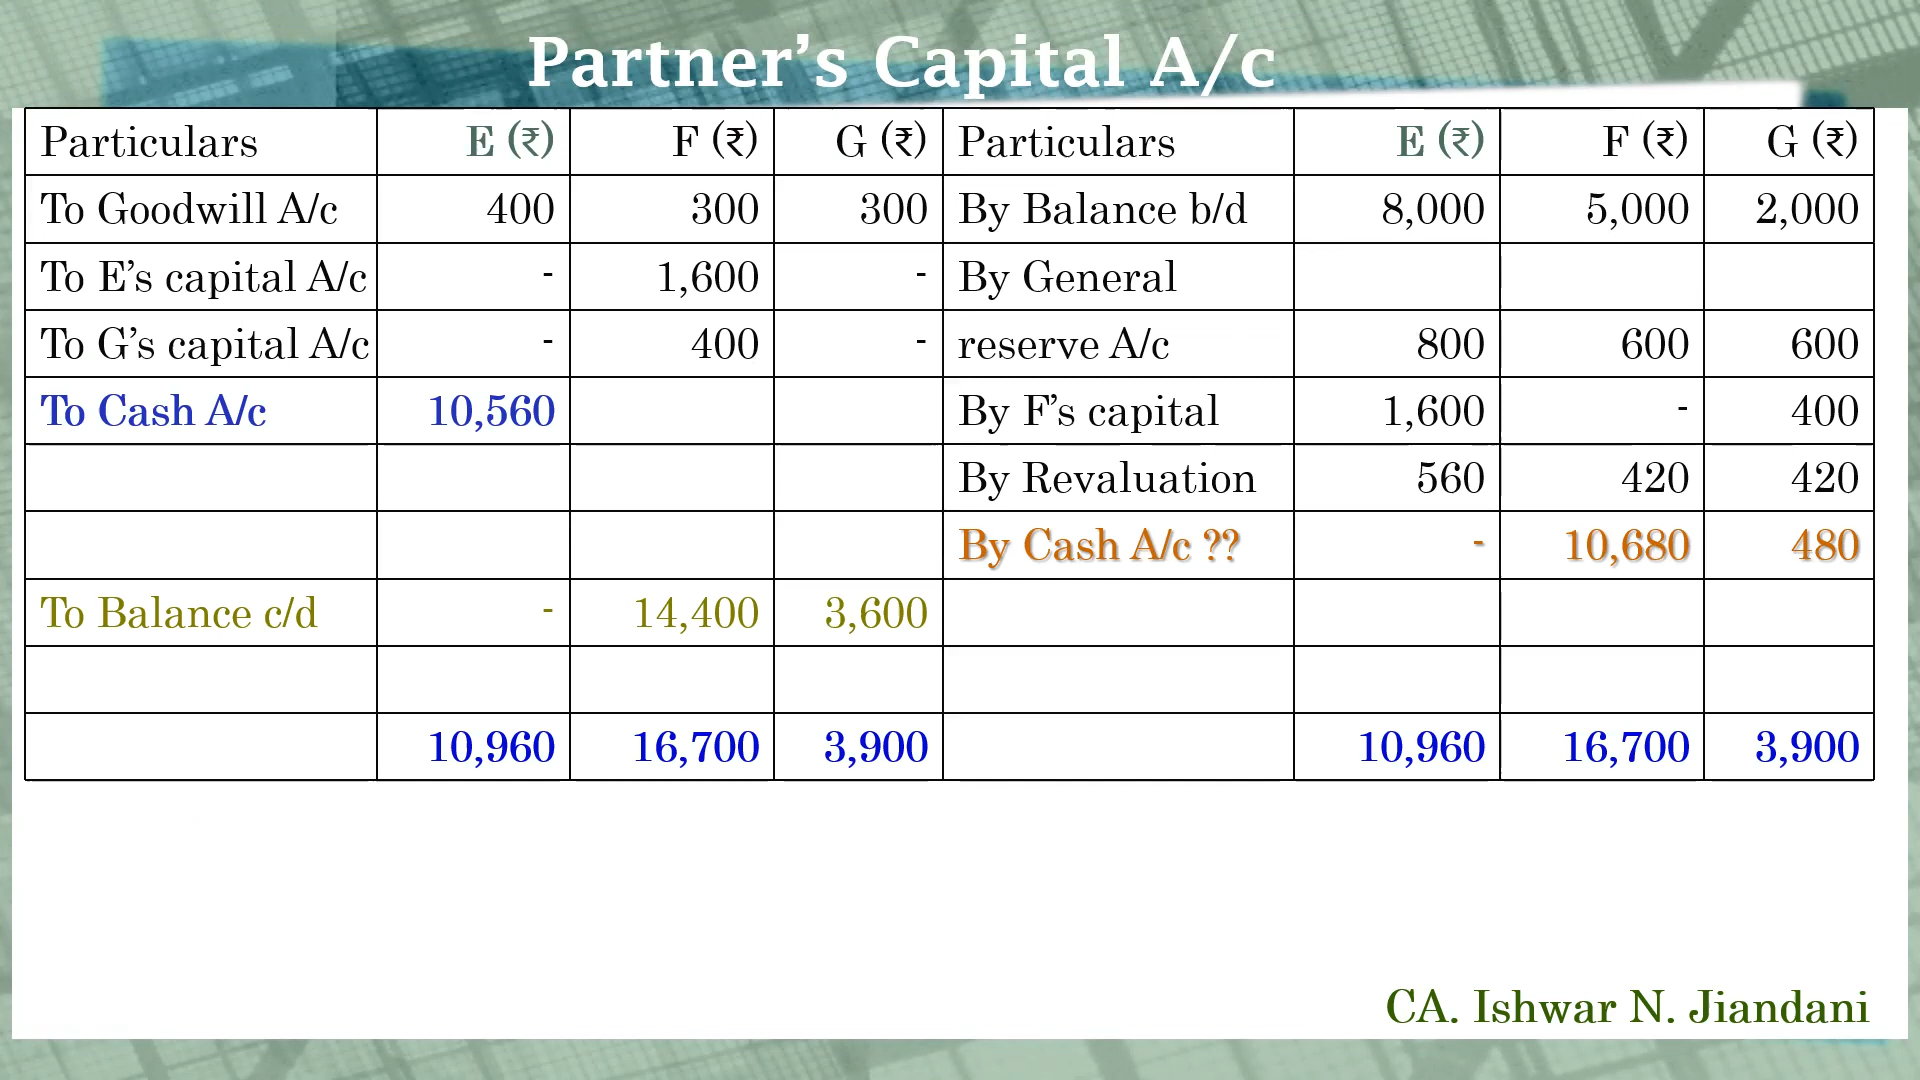 Partner’s Capital A/c
Particulars E (₹) F (₹) G (₹) Particulars E (₹) F (₹) G (₹)
To Goodwill A/c 400 300 300 By Balance b/d 8,000 5,000 2,000
To E’s capital A/c - 1,600 - By General
To G’s capital A/c - 400 - reserve A/c 800 600 600
To Cash A/c 10,560 By F’s capital 1,600 - 400
By Revaluation 560 420 420
By Cash A/c ?? - 10,680 480
To Balance c/d - 14,400 3,600
10,960 16,700 3,900 10,960 16,700 3,900
CA. Ishwar N. Jiandani